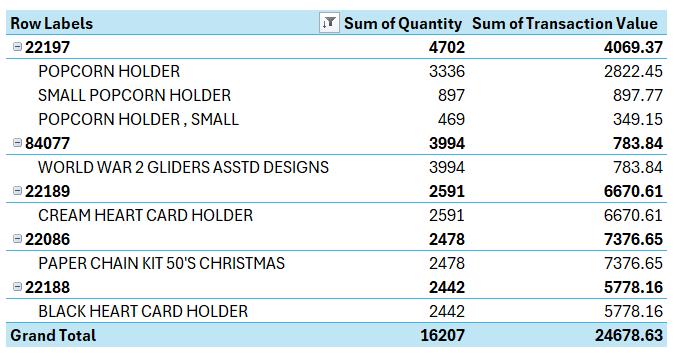 Row Labels Sum of Quantity Sum of Transaction Value
22197 4702 4069.37
POPCORN HOLDER 3336 2822.45
SMALL POPCORN HOLDER 897 897.77
POPCORN HOLDER , SMALL 469 349.15
84077 3994 783.84
WORLD WAR 2 GLIDERS ASSTD DESIGNS 3994 783.84
22189 2591 6670.61
CREAM HEART CARD HOLDER 2591 6670.61
22086 2478 7376.65
PAPER CHAIN KIT 50'S CHRISTMAS 2478 7376.65
22188 2442 5778.16
BLACK HEART CARD HOLDER 2442 5778.16
Grand Total 16207 24678.63